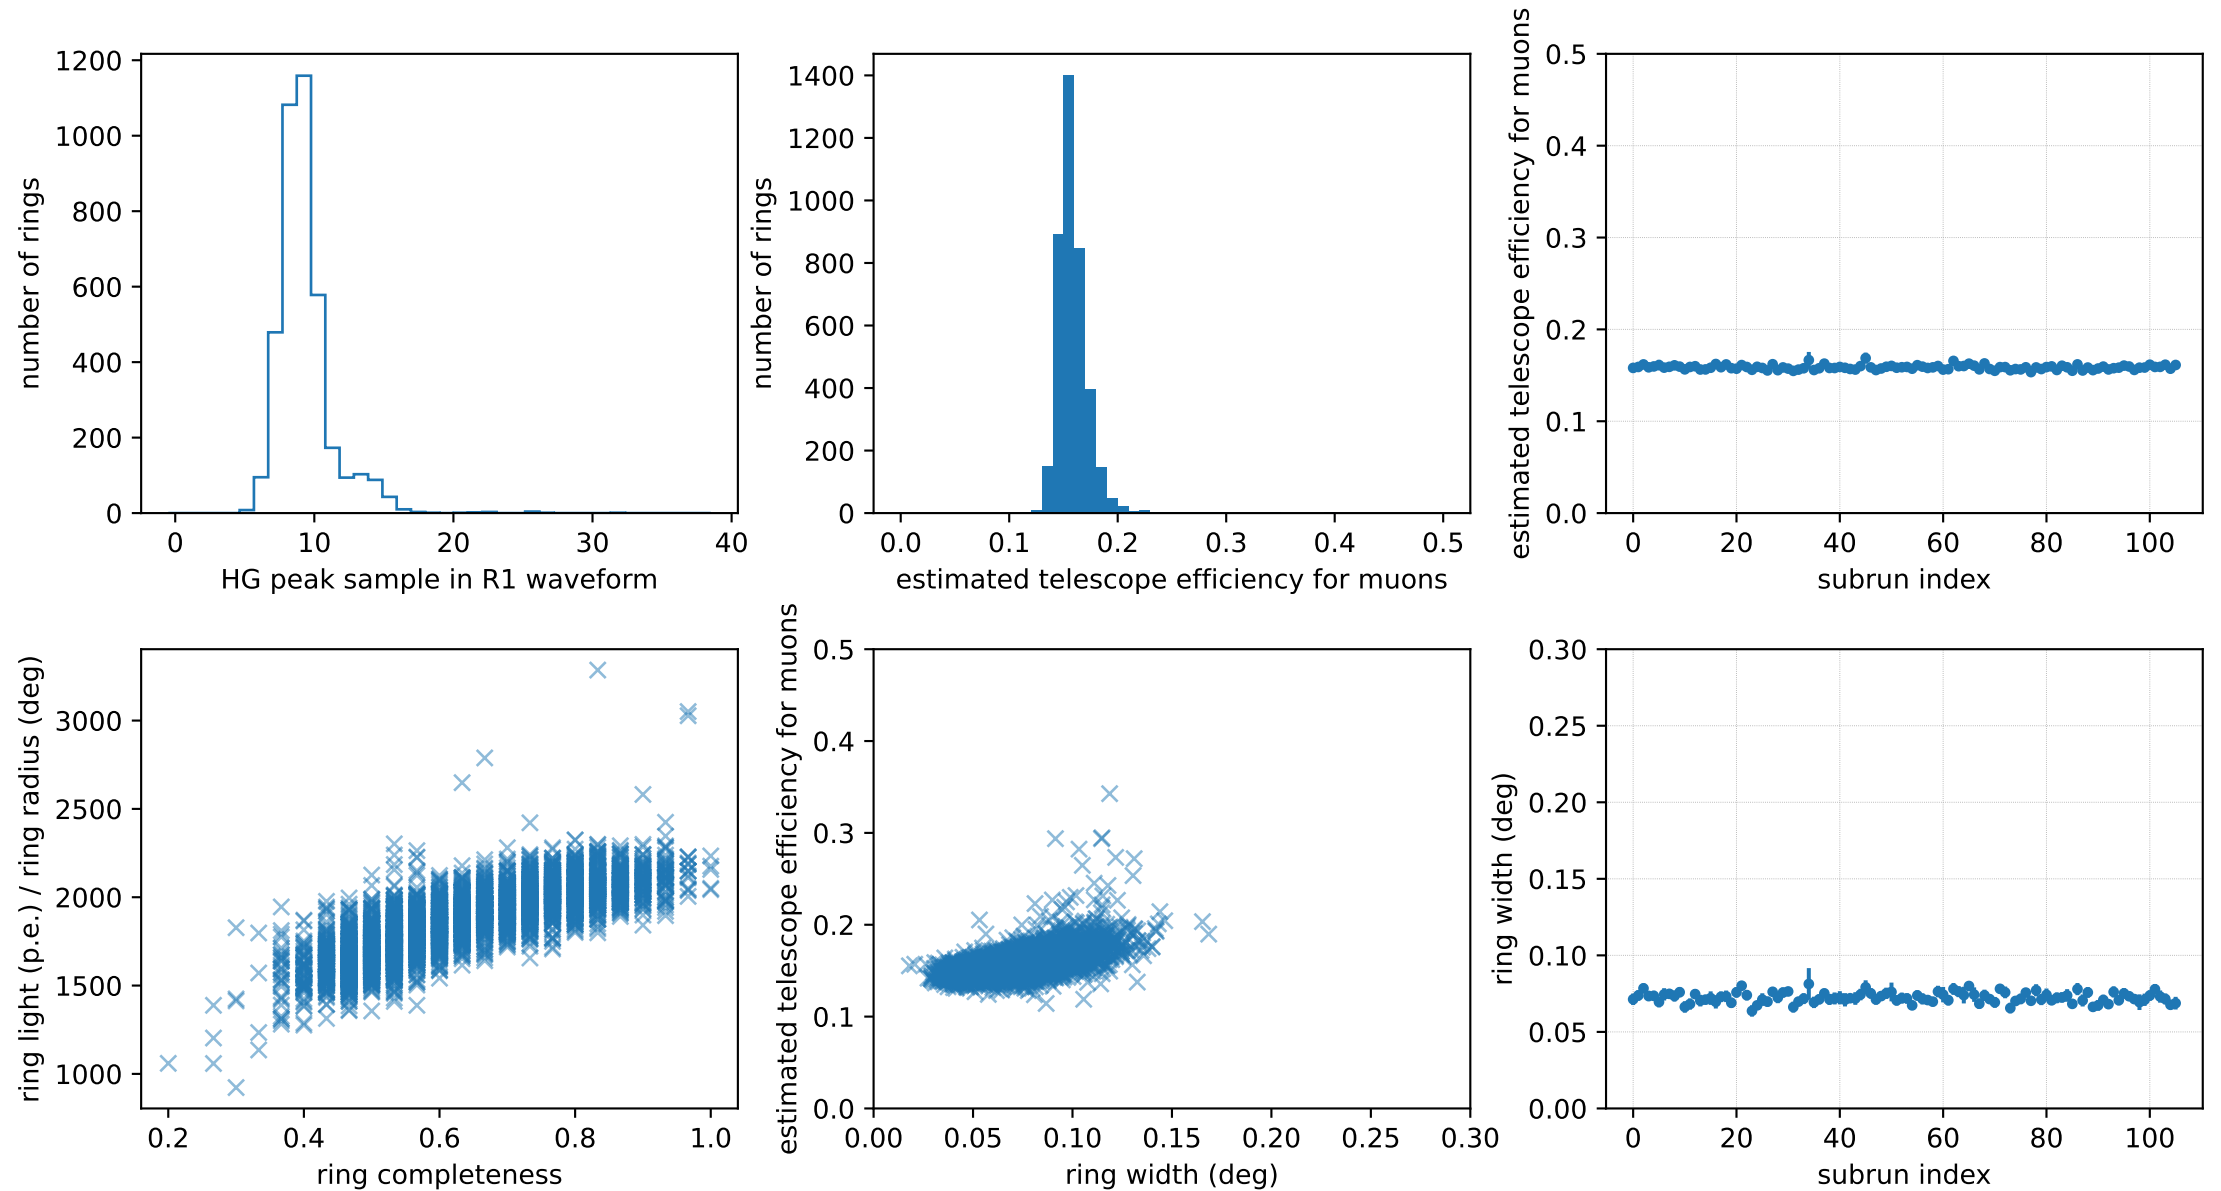 1200
1000
800
600
400
200
0
number of rings
0 10 20 30 40
HG peak sample in R1 waveform
1400
1200
1000
800
600
400
200
0
number of rings
0.0 0.1 0.2 0.3 0.4 0.5
estimated telescope efficiency for muons
0.5
0.4
0.3
0.2
0.1
0.0
estimated telescope efficiency for muons
0 20 40 60 80 100
subrun index
3000
2500
2000
1500
1000
ring light (p.e.) / ring radius (deg)
0.2 0.4 0.6 0.8 1.0
ring completeness
0.5
0.4
0.3
0.2
0.1
0.0
estimated telescope efficiency for muons
0.00 0.05 0.10 0.15 0.20 0.25 0.30
ring width (deg)
0.30
0.25
0.20
0.15
0.10
0.05
0.00
ring width (deg)
0 20 40 60 80 100
subrun index